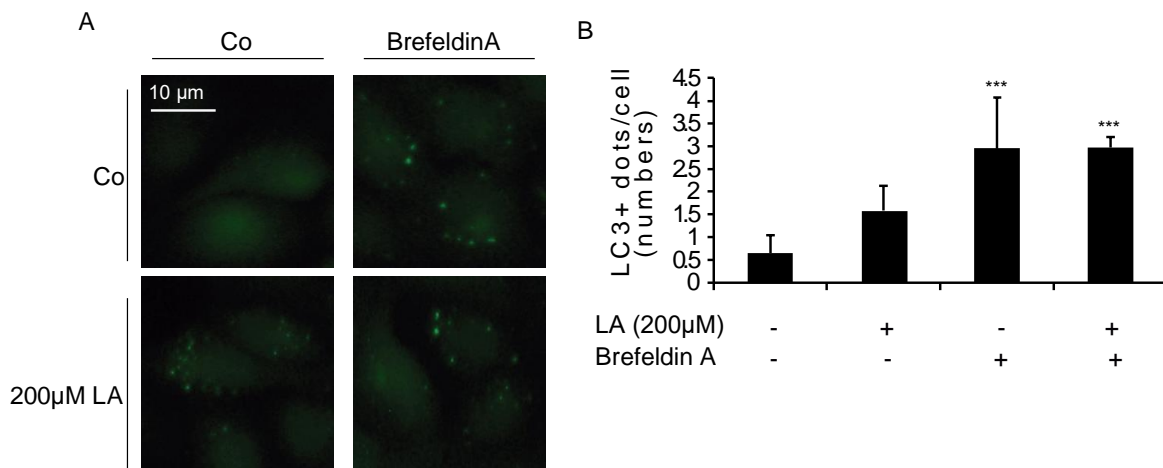 A
Co
BrefeldinA
10 µm
Co
200µM LA
B
LC3+ dots/cell
(numbers)
4.5
4
3.5
3
2.5
2
1.5
1
0.5
0
***
***
LA (200µM) - + - +
Brefeldin A - - + +